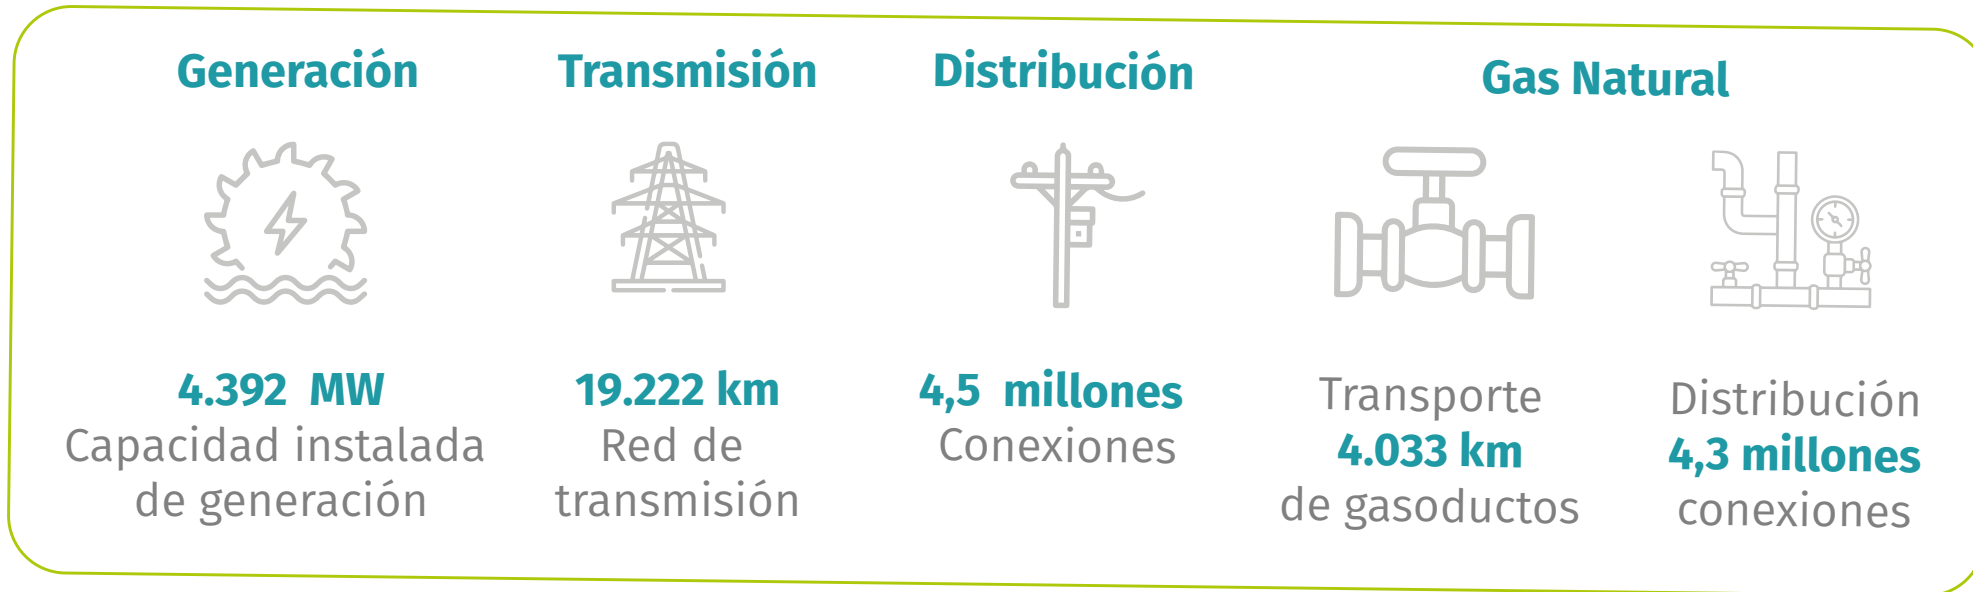 Generación
4.392 MW
Capacidad instalada
de generación
Transmisión
19.222 km
Red de
transmisión
Distribución
4,5 millones
Conexiones
Gas Natural
Transporte
4.033 km
de gasoductos
Distribución
4,3 millones
conexiones